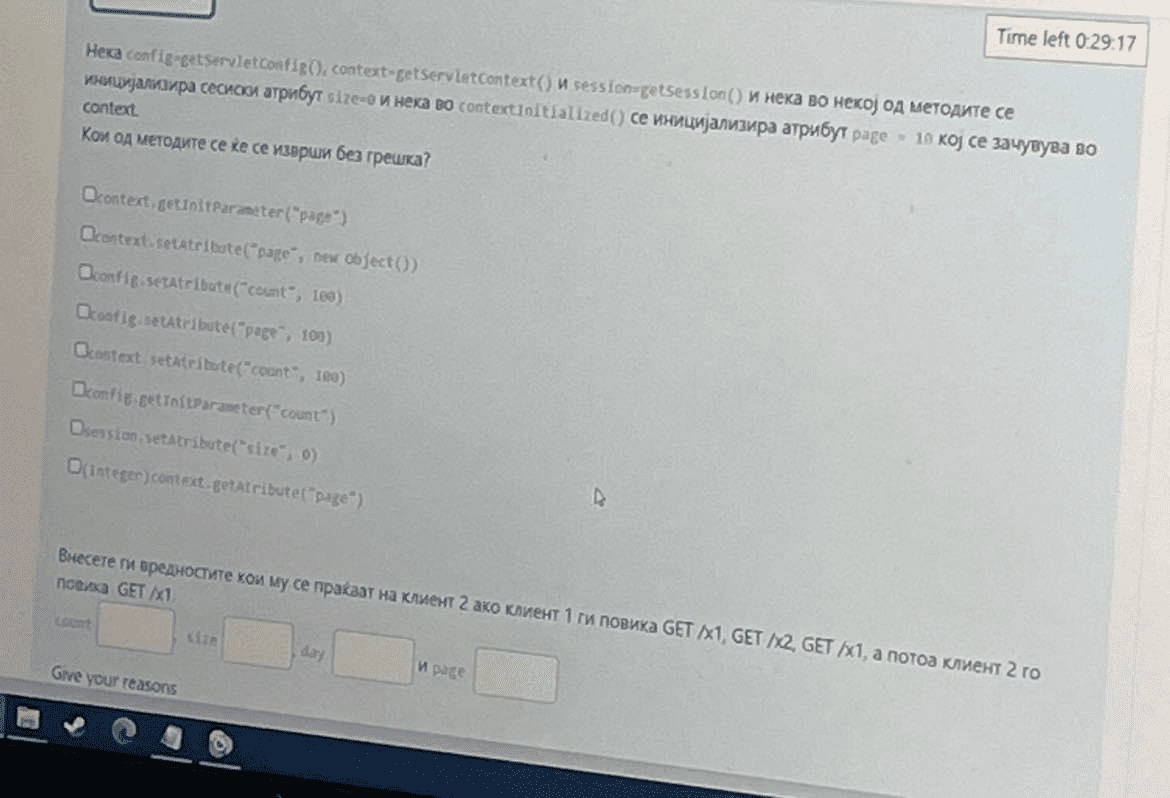 Time left 0:29:17
Нека config=getServletConfig(), context=getServletContext() и session=getSession() и нека во некој од методите се
иницијализира сесиски атрибут size=0 и нека во contextInitialized() се иницијализира атрибут page = 10 кој се зачувува во
context.
Кои од методите се ќе се изврши без грешка?
context.getInitParameter("page")
context.setAtribute("page", new Object())
config.setAtribute("count", 100)
config.setAtribute("page", 100)
context.setAtribute("count", 100)
config.getInitParameter("count")
session.setAtribute("size", 0)
(Integer)context.getAtribute("page")
Внесете ги вредностите кои му се праќаат на клиент 2 ако клиент 1 ги повика GET /x1, GET /x2, GET /x1, а потоа клиент 2 го
повика GET /x1.
count , size , day и page
Give your reasons